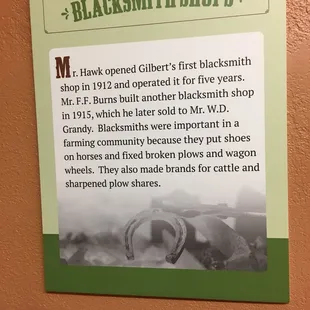 BLACKSMITH SHOPS
Mr. Hawk opened Gilbert's first blacksmith
shop in 1912 and operated it for five years.
Mr. F.F. Burns built another blacksmith shop
in 1915, which he later sold to Mr. W.D.
Grandy. Blacksmiths were important in a
farming community because they put shoes
on horses and fixed broken plows and wagon
wheels. They also made brands for cattle and
sharpened plow shares.